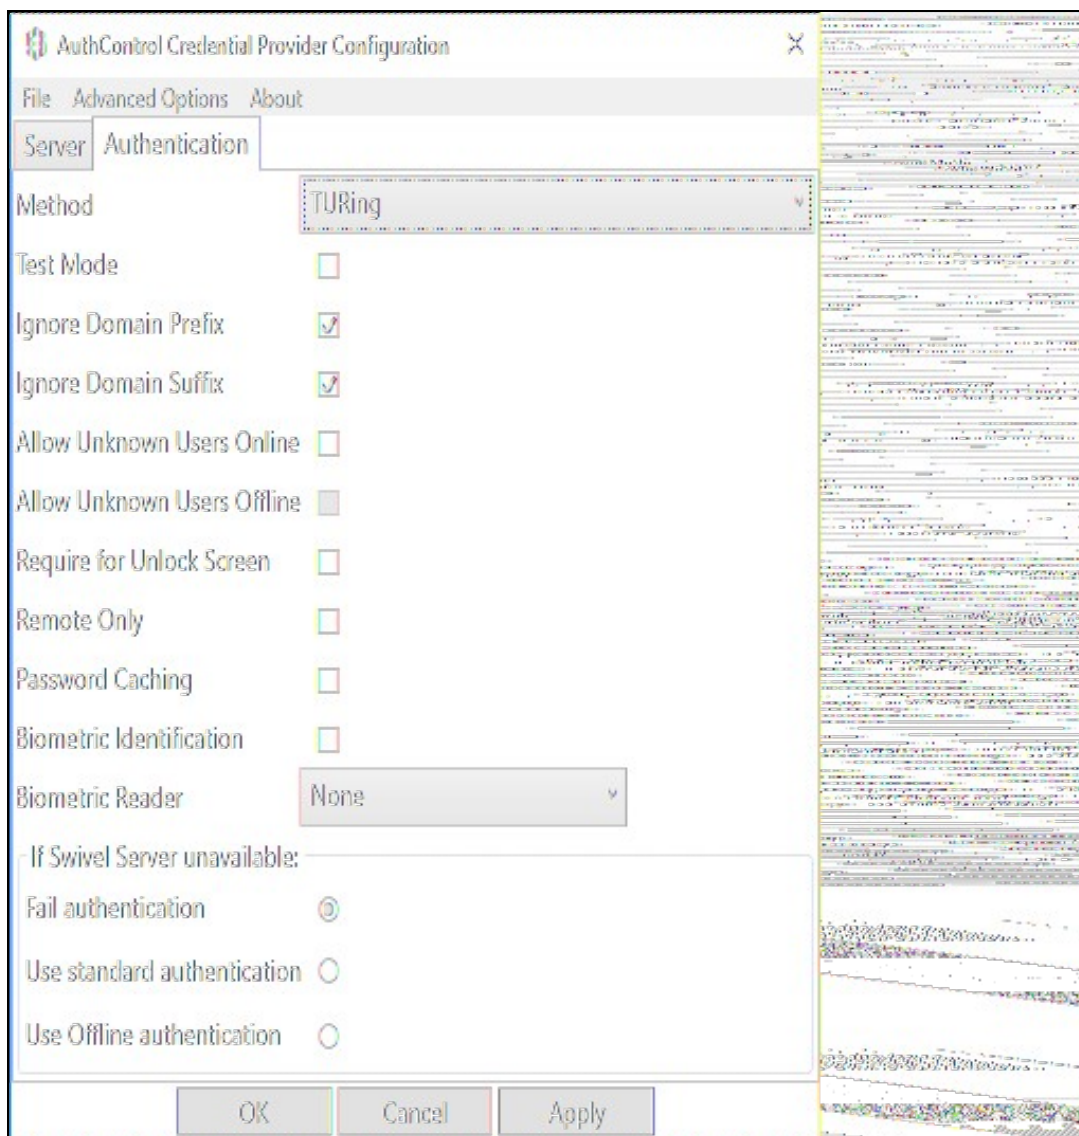 AuthControl Credential Provider Configuration
File Advanced Options About
Server Authentication
Method TURing
Test Mode
Ignore Domain Prefix
Ignore Domain Suffix
Allow Unknown Users Online
Allow Unknown Users Offline
Require for Unlock Screen
Remote Only
Password Caching
Biometric Identification
Biometric Reader None
If Swivel Server unavailable:
Fail authentication
Use standard authentication
Use Offline authentication
OK Cancel Apply